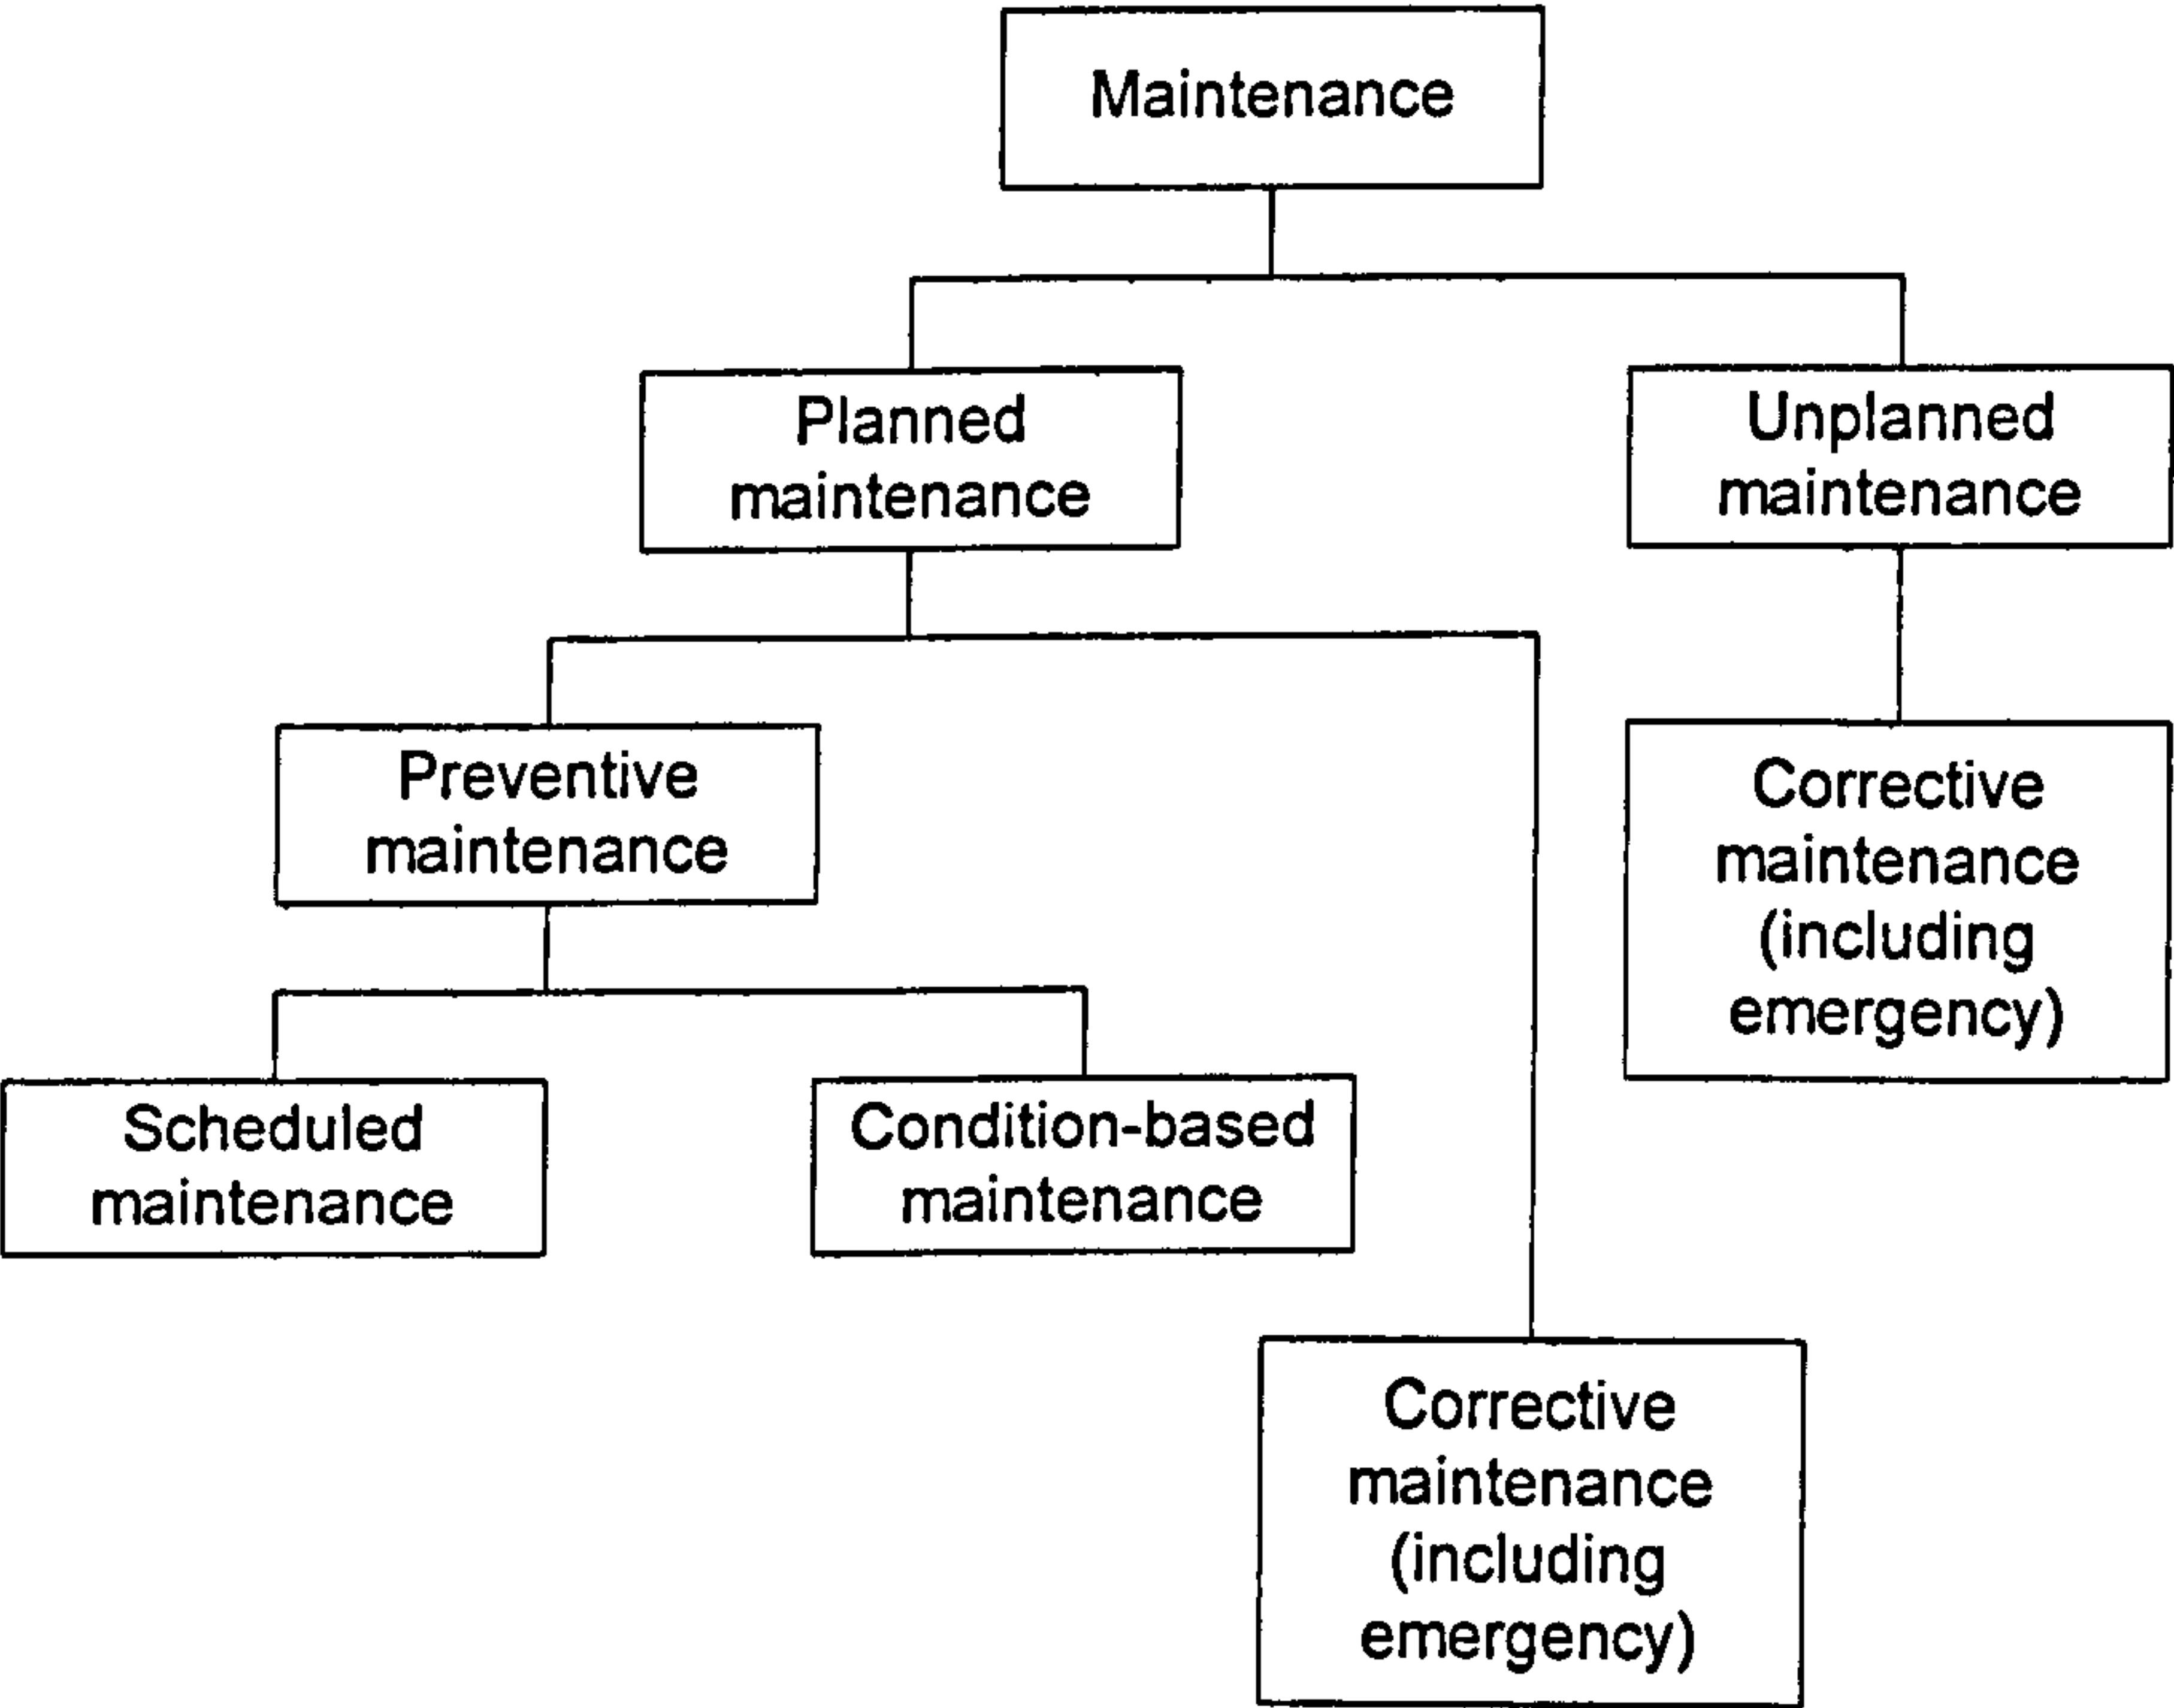 Maintenance
Planned
maintenance
Unplanned
maintenance
Preventive
maintenance
Corrective
maintenance
(including
emergency)
Scheduled
maintenance
Condition-based
maintenance
Corrective
maintenance
(including
emergency)